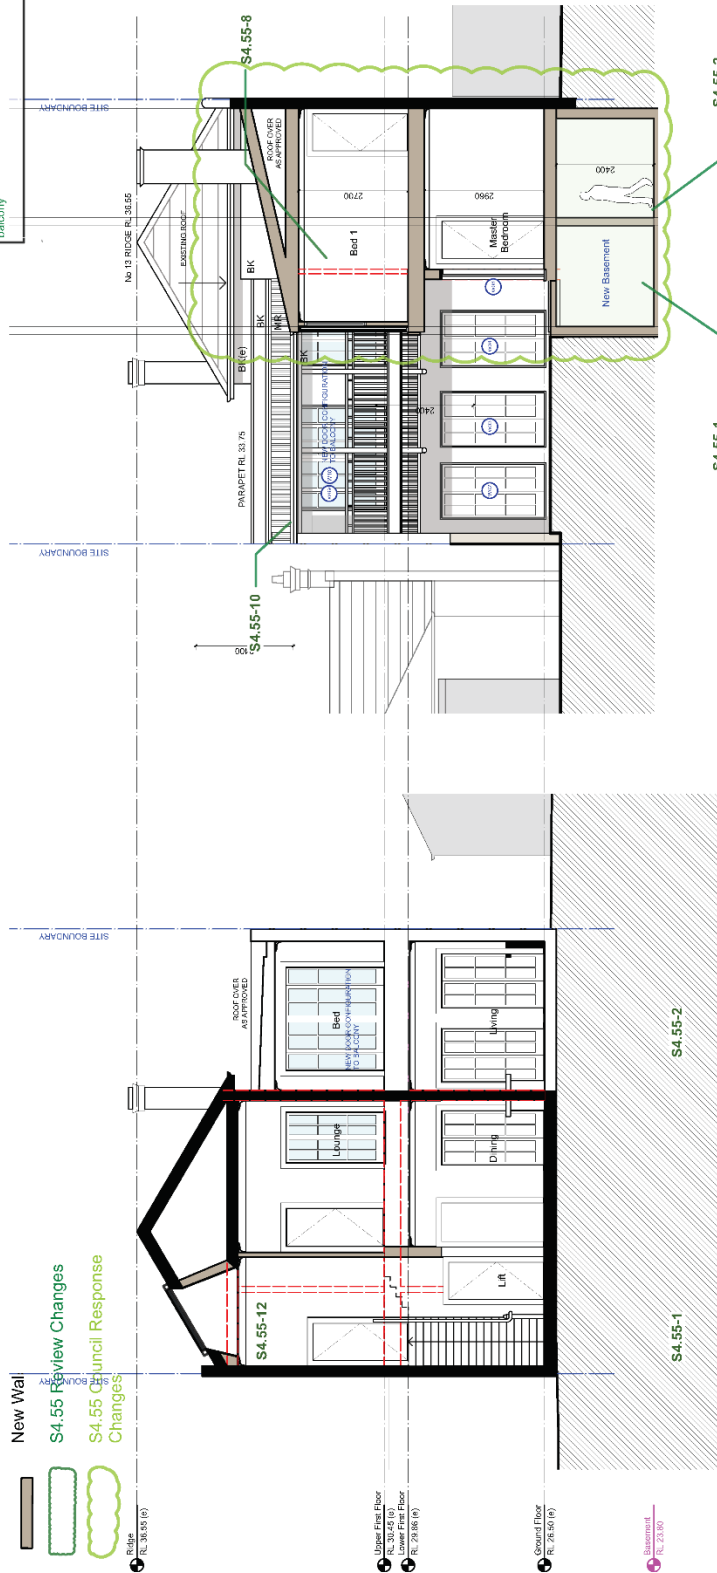 New Wall
S4.55 Review Changes
S4.55 Council Response
Changes
Ridge
RL 36.55 (e)
Upper First Floor
RL 30.45 (e)
Lower First Floor
RL 29.86 (e)
Ground Floor
RL 26.50 (e)
Basement
RL 23.80
SITE BOUNDARY
S4.55-12
Lounge
Dining
Lift
ROOF OVER
AS APPROVED
Bed
NEW DOOR CONFIGURATION
TO BALCONY
Living
SITE BOUNDARY
S4.55-1
S4.55-2
SITE BOUNDARY
S4.55-10
PARAPET RL 33.75
BK(e)
BK
BK
MR
BK
No 13 RIDGE RL 36.55
EXISTING ROOF
NEW DOOR CONFIGURATION
TO BALCONY
2400
ROOF OVER
AS APPROVED
Bed 1
2700
Master
Bedroom
2960
New Basement
2400
SITE BOUNDARY
S4.55-8
balcony